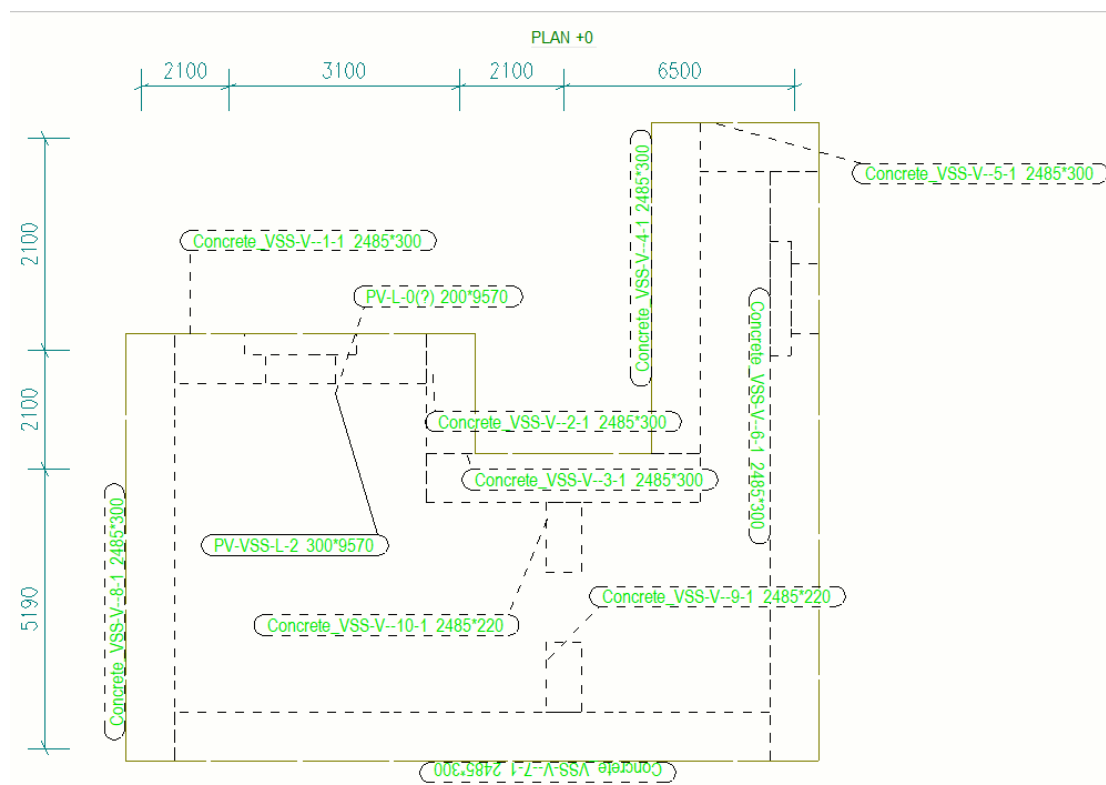 PLAN +0
2100
3100
2100
6500
Concrete_VSS-V--5-1 2485*300
Concrete_VSS-V--4-1 2485*300
2100
Concrete_VSS-V--1-1 2485*300
PV-L-0(?) 200*9570
Concrete_VSS-V--6-1 2485*300
2100
Concrete_VSS-V--2-1 2485*300
Concrete_VSS-V--3-1 2485*300
PV-VSS-L-2 300*9570
Concrete_VSS-V--8-1 2485*300
5190
Concrete_VSS-V--9-1 2485*220
Concrete_VSS-V--10-1 2485*220
Concrete_VSS-V--7-1 2485*300